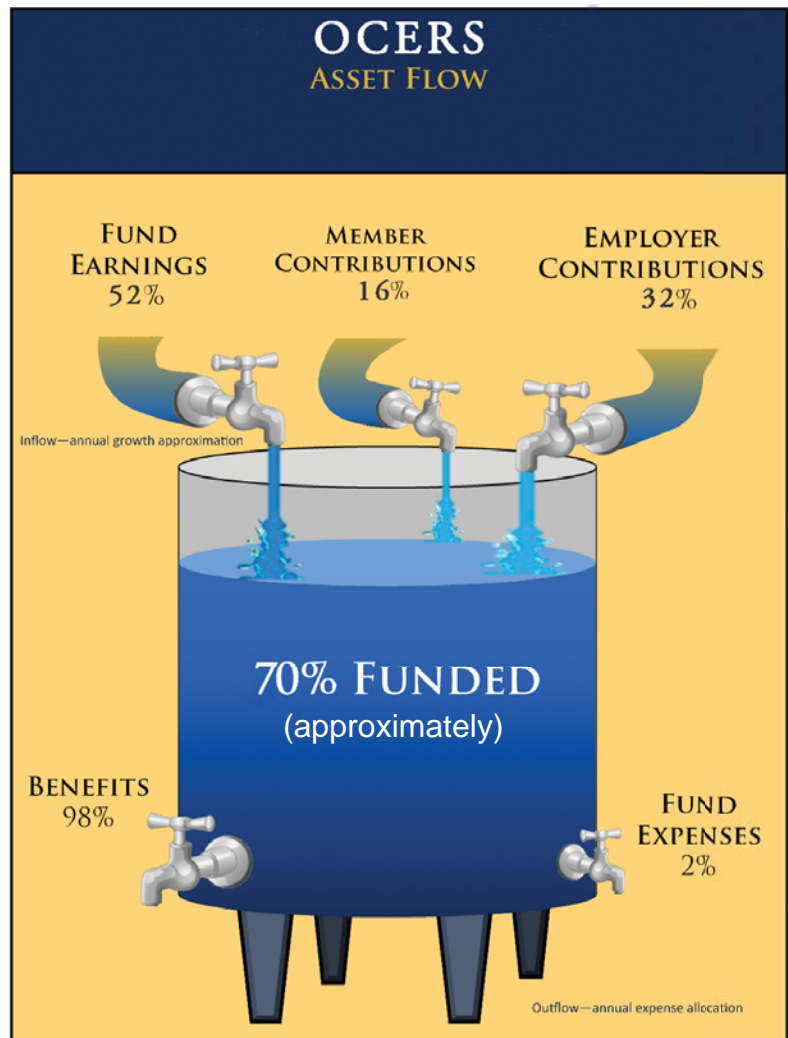 OCERS
ASSET FLOW
FUND
EARNINGS
52%
MEMBER
CONTRIBUTIONS
16%
EMPLOYER
CONTRIBUTIONS
32%
Inflow—annual growth approximation
70% FUNDED
(approximately)
BENEFITS
98%
FUND
EXPENSES
2%
Outflow—annual expense allocation